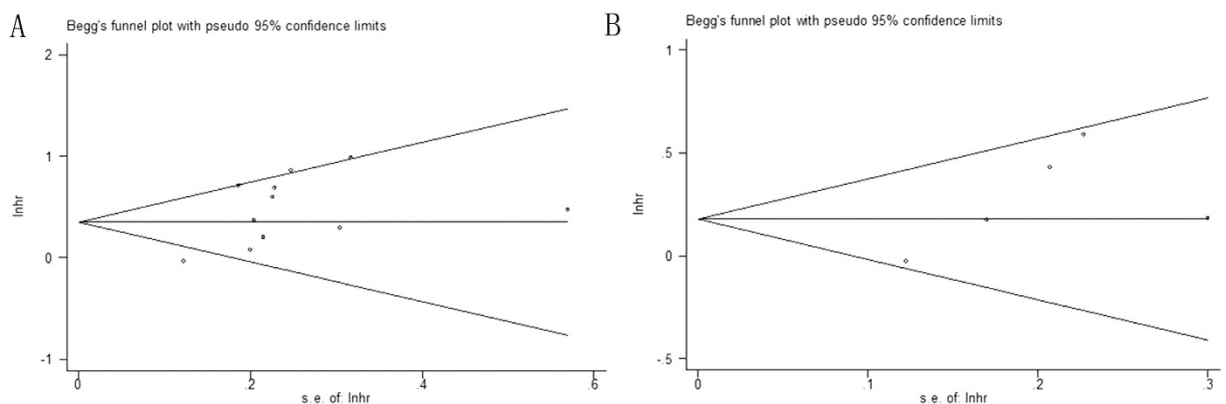 A
Begg's funnel plot with pseudo 95% confidence limits
2
1
0
-1
lnhr
0
.2
.4
.6
s.e. of: lnhr
B
Begg's funnel plot with pseudo 95% confidence limits
1
.5
0
-.5
lnhr
0
.1
.2
.3
s.e. of: lnhr